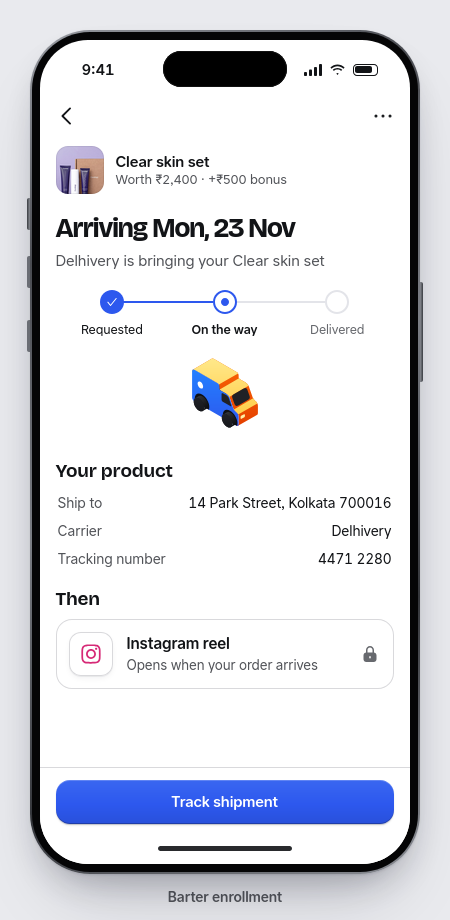 9:41
Clear skin set
Worth ₹2,400 · +₹500 bonus
Arriving Mon, 23 Nov
Delhivery is bringing your Clear skin set
Requested
On the way
Delivered
Your product
Ship to 14 Park Street, Kolkata 700016
Carrier Delhivery
Tracking number 4471 2280
Then
Instagram reel
Opens when your order arrives
Track shipment
Barter enrollment